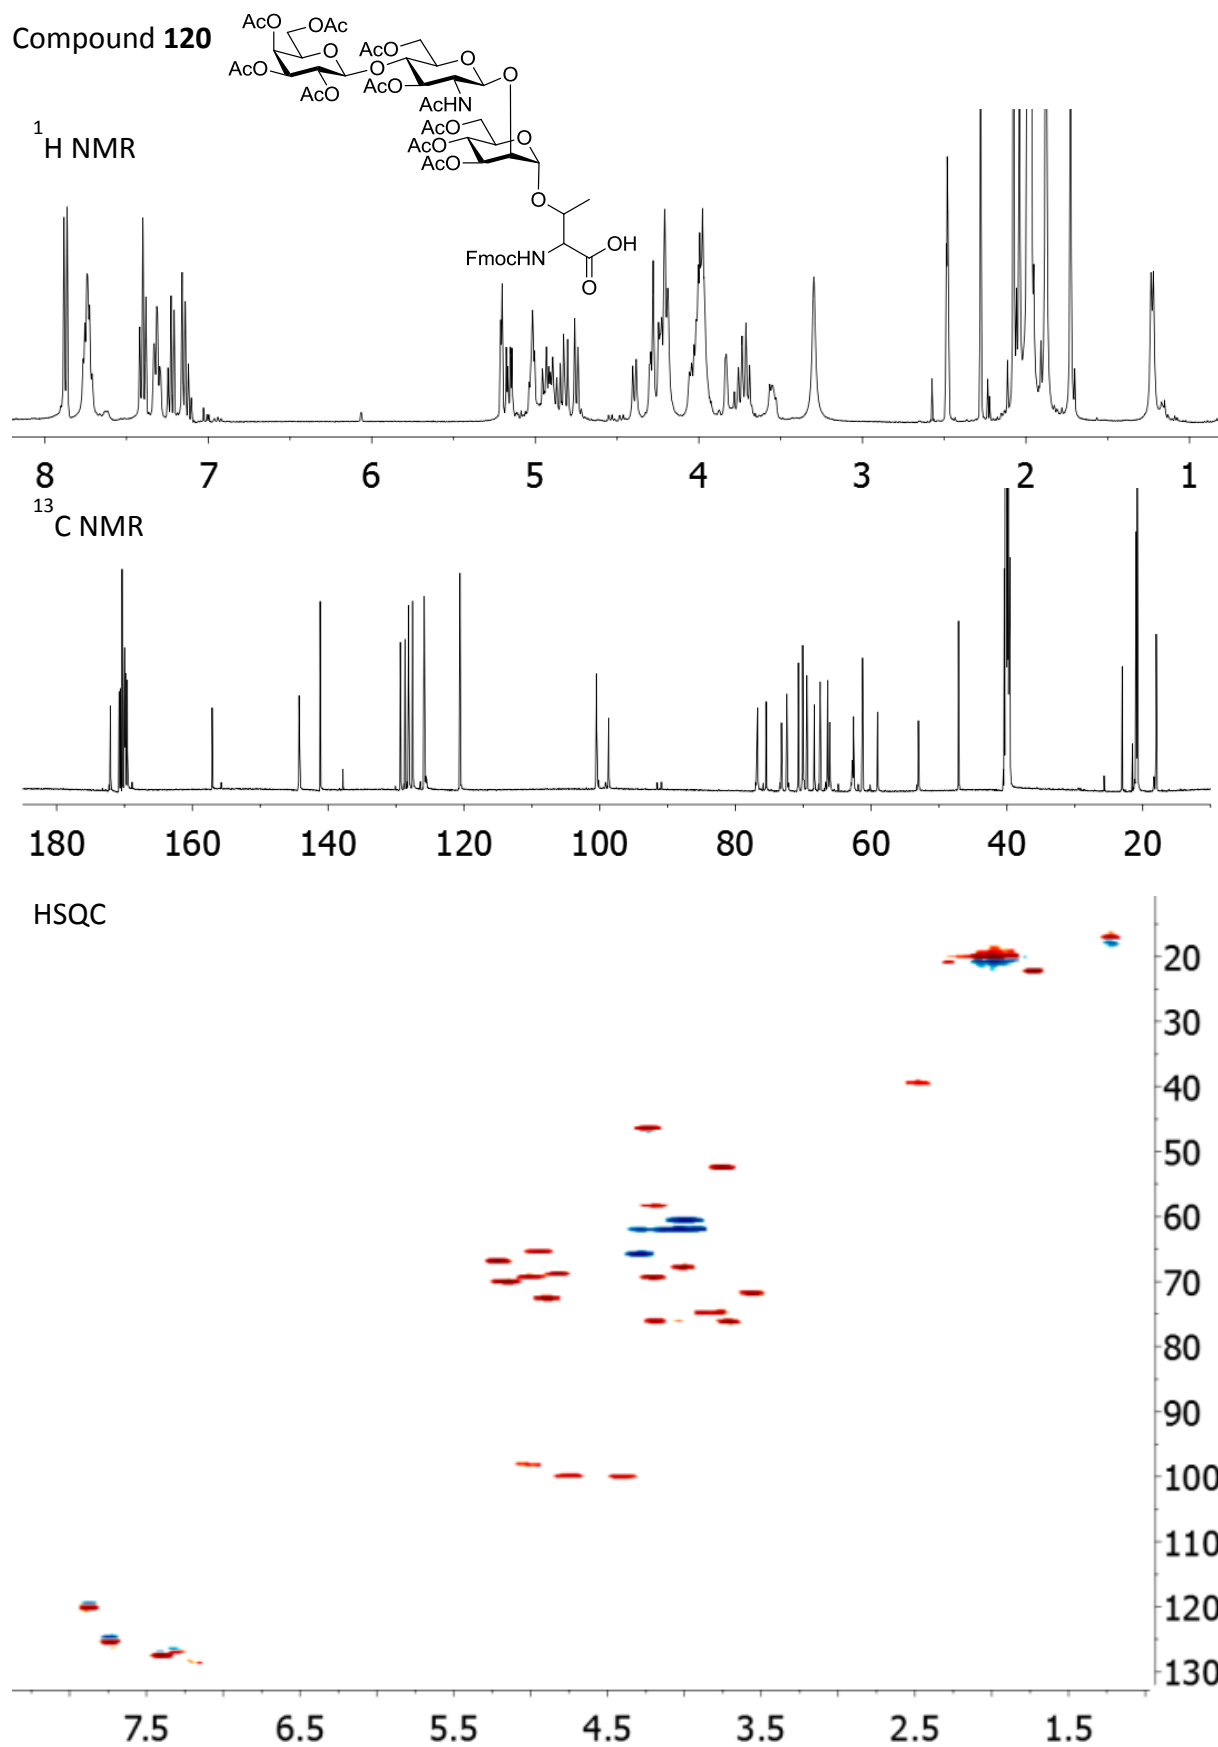 Compound 120
AcO
OAc
O
AcO
AcO
O
AcO
O
AcO
AcHN
O
AcO
AcO
AcO
O
O
FmocHN
OH
O
1H NMR
8 7 6 5 4 3 2 1
13C NMR
180 160 140 120 100 80 60 40 20
HSQC
20
30
40
50
60
70
80
90
100
110
120
130
7.5 6.5 5.5 4.5 3.5 2.5 1.5